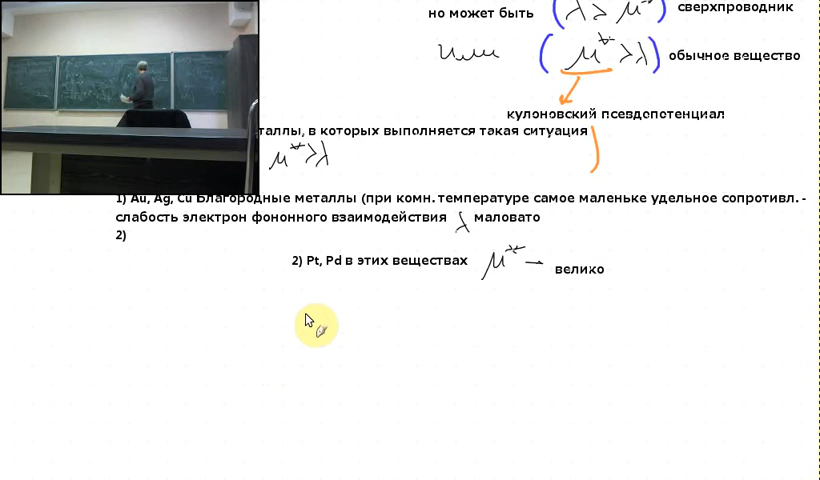 но может быть (λ > μ*) сверхпроводник
или (μ* >> λ) обычное вещество
кулоновский псевдопотенциал
таллы, в которых выполняется такая ситуация
μ* >> λ
1) Au, Ag, Cu Благородные металлы (при комн. температуре самое маленьке удельное сопротивл. -
слабость электрон фононного взаимодействия λ маловато
2)
2) Pt, Pd в этих веществах μ* — велико